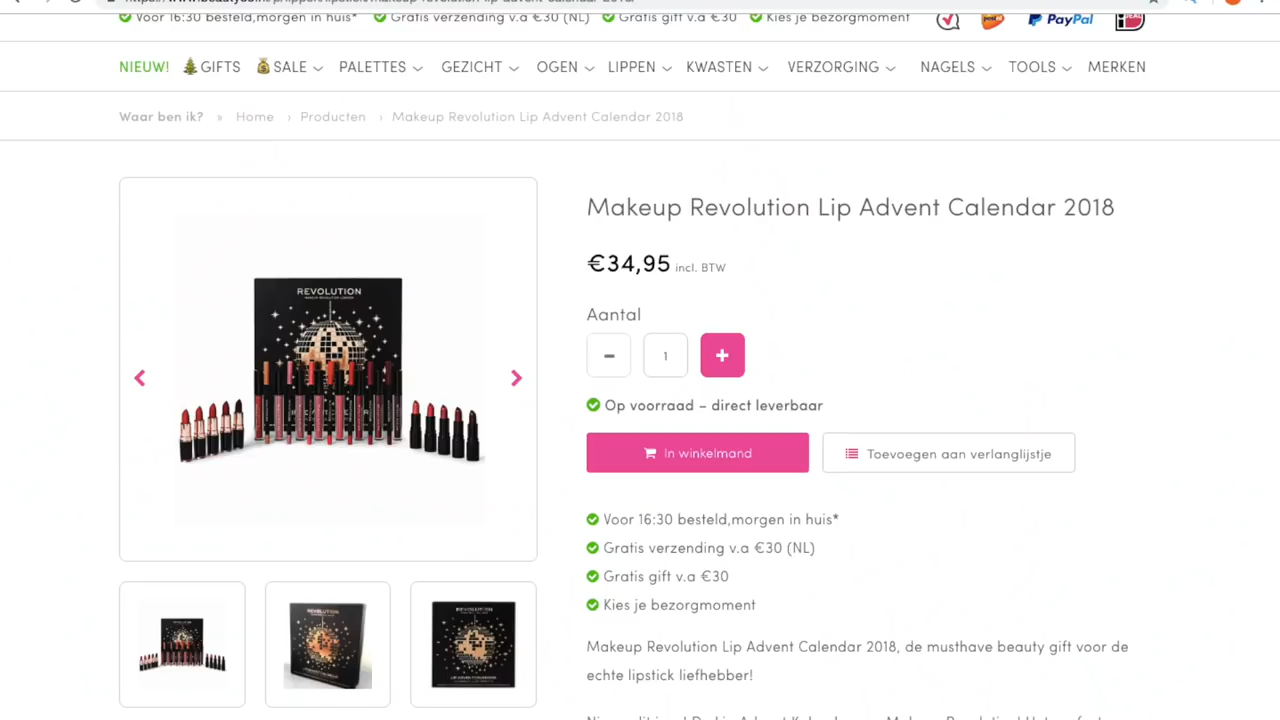 Voor 16:30 besteld,morgen in huis* Gratis verzending v.a €30 (NL) Gratis gift v.a €30 Kies je bezorgmoment
PayPal
NIEUW! GIFTS SALE PALETTES GEZICHT OGEN LIPPEN KWASTEN VERZORGING NAGELS TOOLS MERKEN
Waar ben ik? » Home › Producten › Makeup Revolution Lip Advent Calendar 2018
Makeup Revolution Lip Advent Calendar 2018
€34,95 incl. BTW
REVOLUTION
Aantal
− 1 +
Op voorraad – direct leverbaar
In winkelmand
Toevoegen aan verlanglijstje
Voor 16:30 besteld,morgen in huis*
Gratis verzending v.a €30 (NL)
Gratis gift v.a €30
Kies je bezorgmoment
REVOLUTION
REVOLUTION
Makeup Revolution Lip Advent Calendar 2018, de musthave beauty gift voor de
echte lipstick liefhebber!